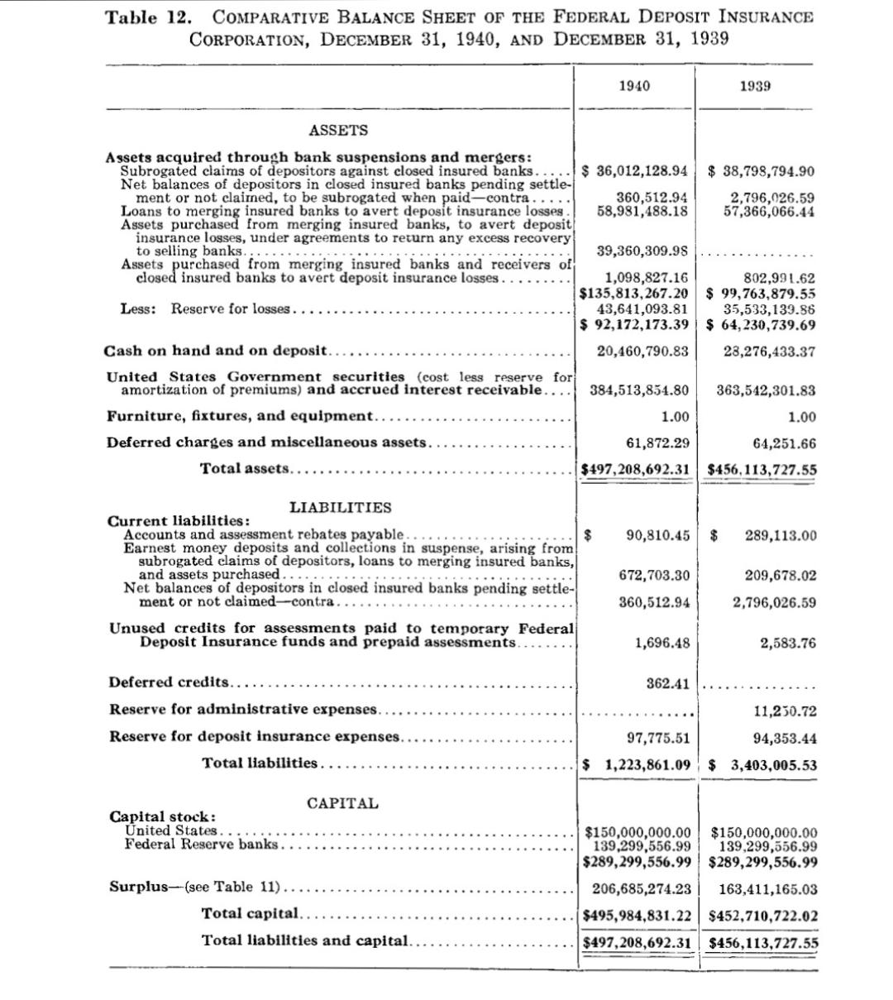 Table 12. COMPARATIVE BALANCE SHEET OF THE FEDERAL DEPOSIT INSURANCE
CORPORATION, DECEMBER 31, 1940, AND DECEMBER 31, 1939
1940 1939
ASSETS
Assets acquired through bank suspensions and mergers:
Subrogated claims of depositors against closed insured banks..... $ 36,012,128.94 $ 38,798,794.90
Net balances of depositors in closed insured banks pending settle-
ment or not claimed, to be subrogated when paid—contra..... 360,512.94 2,796,026.59
Loans to merging insured banks to avert deposit insurance losses. 58,981,488.18 57,366,066.44
Assets purchased from merging insured banks, to avert deposit
insurance losses, under agreements to return any excess recovery
to selling banks........ 39,360,309.98 ...............
Assets purchased from merging insured banks and receivers of
closed insured banks to avert deposit insurance losses......... 1,098,827.16 802,991.62
$135,813,267.20 $ 99,763,879.55
Less: Reserve for losses........ 43,641,093.81 35,533,139.86
$ 92,172,173.39 $ 64,230,739.69
Cash on hand and on deposit........ 20,460,790.83 28,276,433.37
United States Government securities (cost less reserve for
amortization of premiums) and accrued interest receivable.... 384,513,854.80 363,542,301.83
Furniture, fixtures, and equipment........ 1.00 1.00
Deferred charges and miscellaneous assets........ 61,872.29 64,251.66
Total assets........ $497,208,692.31 $456,113,727.55
LIABILITIES
Current liabilities:
Accounts and assessment rebates payable........ $ 90,810.45 $ 289,113.00
Earnest money deposits and collections in suspense, arising from
subrogated claims of depositors, loans to merging insured banks,
and assets purchased........ 672,703.30 209,678.02
Net balances of depositors in closed insured banks pending settle-
ment or not claimed—contra........ 360,512.94 2,796,026.59
Unused credits for assessments paid to temporary Federal
Deposit Insurance funds and prepaid assessments........ 1,696.48 2,583.76
Deferred credits........ 362.41 ...............
Reserve for administrative expenses........ ............... 11,250.72
Reserve for deposit insurance expenses........ 97,775.51 94,353.44
Total liabilities........ $ 1,223,861.09 $ 3,403,005.53
CAPITAL
Capital stock:
United States........ $150,000,000.00 $150,000,000.00
Federal Reserve banks........ 139,299,556.99 139,299,556.99
$289,299,556.99 $289,299,556.99
Surplus—(see Table 11)........ 206,685,274.23 163,411,165.03
Total capital........ $495,984,831.22 $452,710,722.02
Total liabilities and capital........ $497,208,692.31 $456,113,727.55